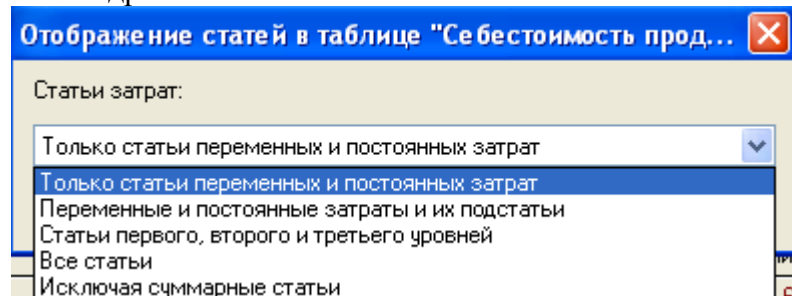 Отображение статей в таблице "Себестоимость прод...
Статьи затрат:
Только статьи переменных и постоянных затрат
Только статьи переменных и постоянных затрат
Переменные и постоянные затраты и их подстатьи
Статьи первого, второго и третьего уровней
Все статьи
Исключая суммарные статьи